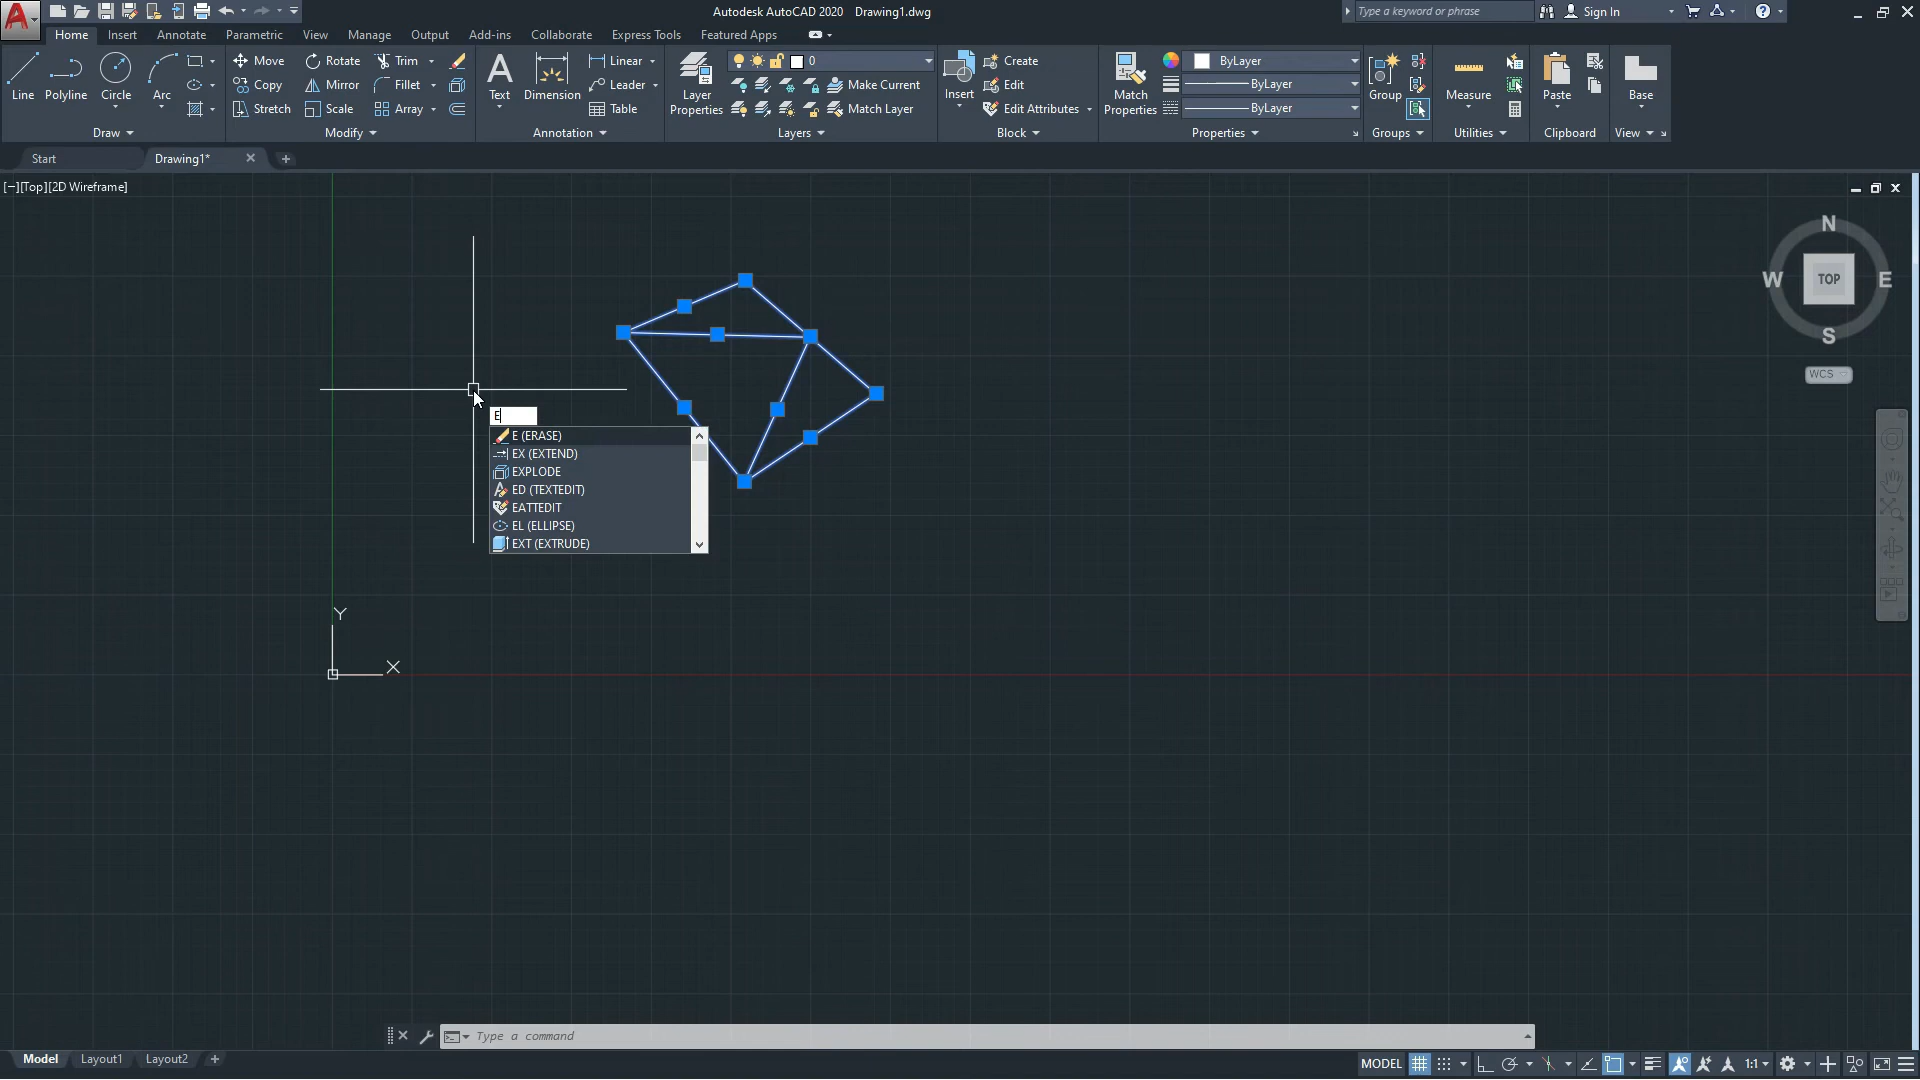 Autodesk AutoCAD 2020 Drawing1.dwg
Type a keyword or phrase
Sign In
Home Insert Annotate Parametric View Manage Output Add-ins Collaborate Express Tools Featured Apps
Line Polyline Circle Arc
Draw
Move Rotate Trim
Copy Mirror Fillet
Stretch Scale Array
Modify
Text Dimension
Linear
Leader
Table
Annotation
Layer
Properties
0
Make Current
Match Layer
Layers
Insert
Create
Edit
Edit Attributes
Block
Match
Properties
ByLayer
ByLayer
ByLayer
Properties
Group
Groups
Measure
Utilities
Paste
Clipboard
Base
View
Start Drawing1*
[−][Top][2D Wireframe]
N
W TOP E
S
WCS
E
E (ERASE)
EX (EXTEND)
EXPLODE
ED (TEXTEDIT)
EATTEDIT
EL (ELLIPSE)
EXT (EXTRUDE)
Y
X
Type a command
Model Layout1 Layout2
MODEL 1:1